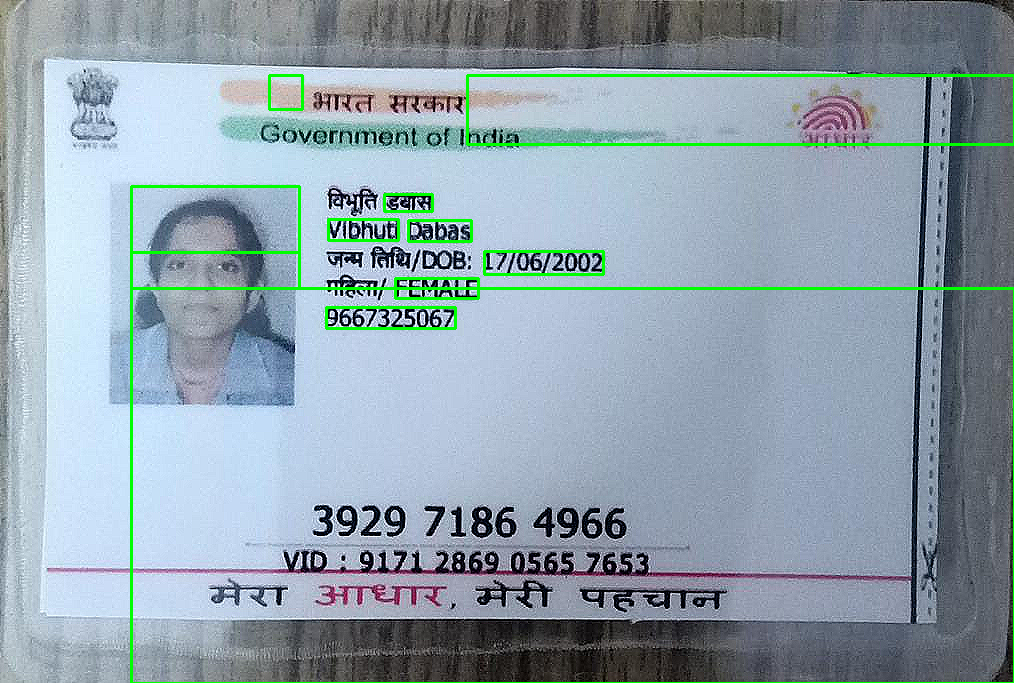 भारत सरकार
Government of India
आधार
विभूति डबास
Vibhuti Dabas
जन्म तिथि/DOB: 17/06/2002
महिला/ FEMALE
9667325067
3929 7186 4966
VID : 9171 2869 0565 7653
मेरा आधार, मेरी पहचान